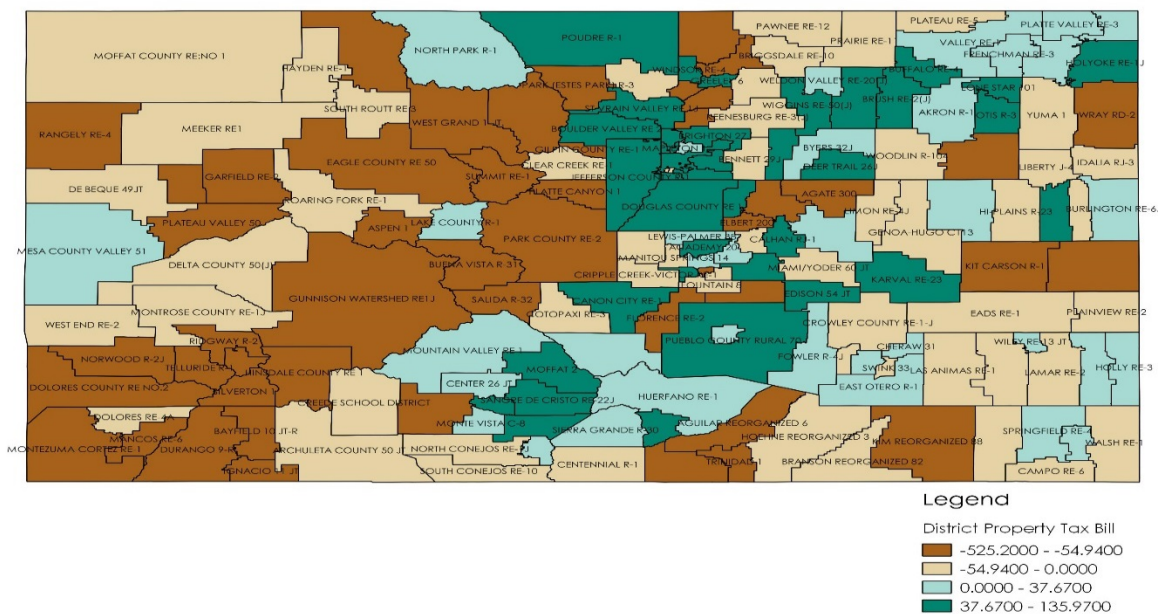 PLATEAU RE-5
PAWNEE RE-12
PLATTE VALLEY RE-3
NORTH PARK R-1
POUDRE R-1
PRAIRIE RE-11
MOFFAT COUNTY RE:NO 1
BRIGGSDALE RE-10
FRENCHMAN RE-3
HAYDEN RE-1
WINDSOR RE-4
HOLYOKE RE-1J
WELDON VALLEY RE-20(J)
SOUTH ROUTT RE 3
WIGGINS RE-50(J)
BRUSH RE-2(J)
AKRON R-1
OTIS R-3
YUMA 1
WRAY RD-2
WEST GRAND 1-JT
KEENESBURG RE-3(J)
RANGELY RE-4
MEEKER RE1
BOULDER VALLEY RE 2
BRIGHTON 27J
GILPIN COUNTY RE-1
BYERS 32J
EAGLE COUNTY RE 50
CLEAR CREEK RE-1
BENNETT 29J
DEER TRAIL 26J
WOODLIN R-104
LIBERTY J-4
IDALIA RJ-3
GARFIELD RE-2
SUMMIT RE-1
JEFFERSON COUNTY R-1
DE BEQUE 49JT
PLATTE CANYON 1
AGATE 300
ROARING FORK RE-1
DOUGLAS COUNTY RE 1
PLATEAU VALLEY 50
LAKE COUNTY R-1
ASPEN 1
ELBERT 200
LIMON RE-4J
HI-PLAINS R-23
BURLINGTON RE-6J
GENOA-HUGO C113
MESA COUNTY VALLEY 51
PARK COUNTY RE-2
LEWIS-PALMER 38
ACADEMY 20
CALHAN RJ-1
DELTA COUNTY 50(J)
BUENA VISTA R-31
MANITOU SPRINGS 14
CRIPPLE CREEK-VICTOR RE-1
MIAMI/YODER 60 JT
KARVAL RE-23
KIT CARSON R-1
FOUNTAIN 8
GUNNISON WATERSHED RE1J
SALIDA R-32
CANON CITY RE-1
EDISON 54 JT
MONTROSE COUNTY RE-1J
COTOPAXI RE-3
FLORENCE RE-2
EADS RE-1
PLAINVIEW RE-2
WEST END RE-2
CROWLEY COUNTY RE-1-J
RIDGWAY R-2
PUEBLO COUNTY RURAL 70
MOUNTAIN VALLEY RE 1
CHERAW 31
WILEY RE-13 JT
NORWOOD R-2J
TELLURIDE R-1
HINSDALE COUNTY RE 1
MOFFAT 2
FOWLER R-4J
SWINK 33
LAS ANIMAS RE-1
LAMAR RE-2
HOLLY RE-3
DOLORES COUNTY RE NO.2
SILVERTON 1
CENTER 26 JT
EAST OTERO R-1
CREEDE SCHOOL DISTRICT
SANGRE DE CRISTO RE-22J
HUERFANO RE-1
DOLORES RE-4A
MONTE VISTA C-8
SIERRA GRANDE R-30
AGUILAR REORGANIZED 6
BAYFIELD 10 JT-R
SPRINGFIELD RE-4
MANCOS RE-6
HOEHNE REORGANIZED 3
KIM REORGANIZED 88
WALSH RE-1
MONTEZUMA CORTEZ RE 1
DURANGO 9-R
ARCHULETA COUNTY 50 JT
NORTH CONEJOS RE-1J
CENTENNIAL R-1
TRINIDAD 1
BRANSON REORGANIZED 82
IGNACIO 11 JT
SOUTH CONEJOS RE-10
CAMPO RE-6
Legend
District Property Tax Bill
-525.2000 - -54.9400
-54.9400 - 0.0000
0.0000 - 37.6700
37.6700 - 135.9700